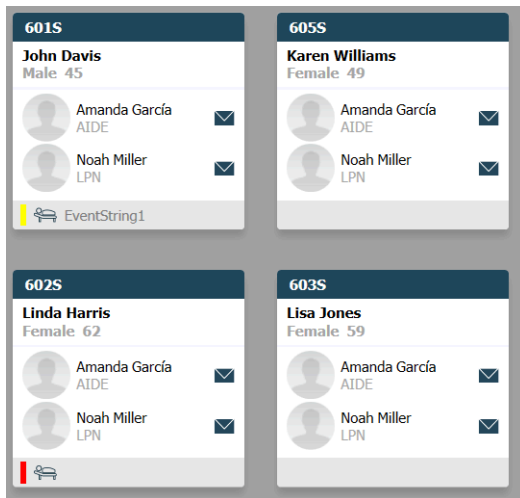 601S
John Davis
Male 45
Amanda García
AIDE
Noah Miller
LPN
EventString1
605S
Karen Williams
Female 49
Amanda García
AIDE
Noah Miller
LPN
602S
Linda Harris
Female 62
Amanda García
AIDE
Noah Miller
LPN
603S
Lisa Jones
Female 59
Amanda García
AIDE
Noah Miller
LPN